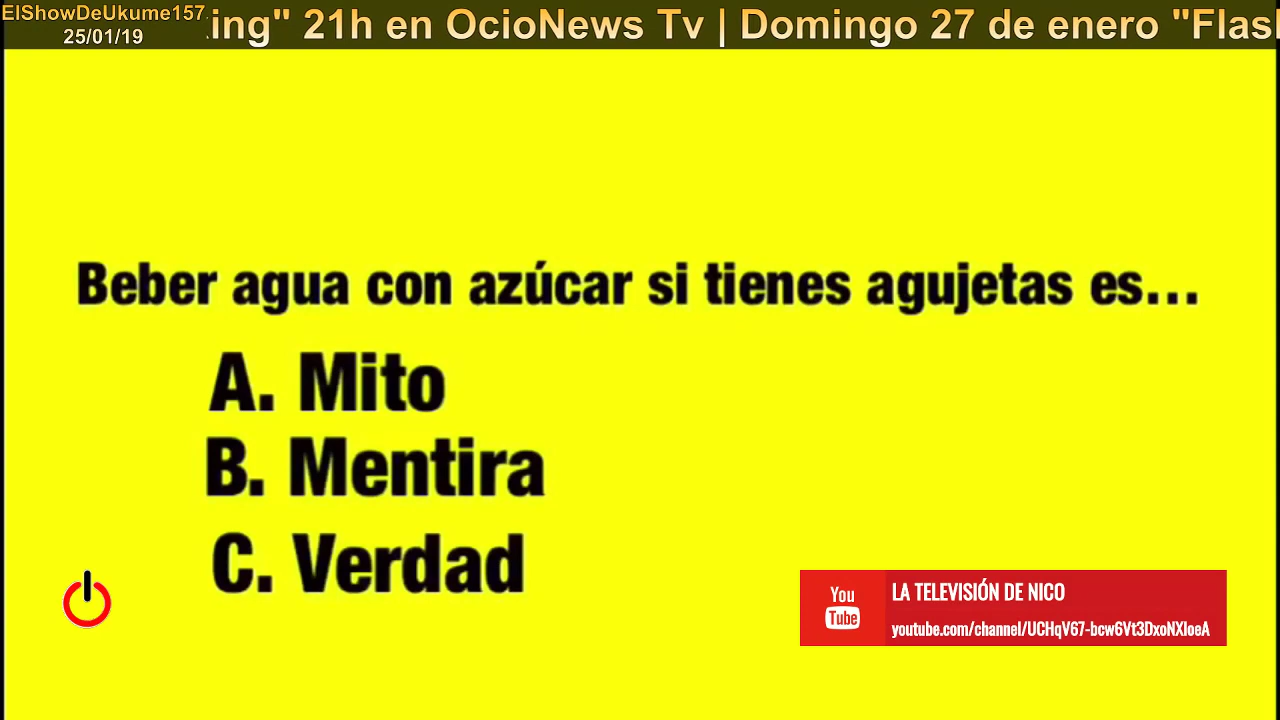 ElShowDeUkume157
25/01/19
ing" 21h en OcioNews Tv | Domingo 27 de enero "Flas
Beber agua con azúcar si tienes agujetas es...
A. Mito
B. Mentira
C. Verdad
You
Tube
LA TELEVISIÓN DE NICO
youtube.com/channel/UCHqV67-bcw6Vt3DxoNXloeA